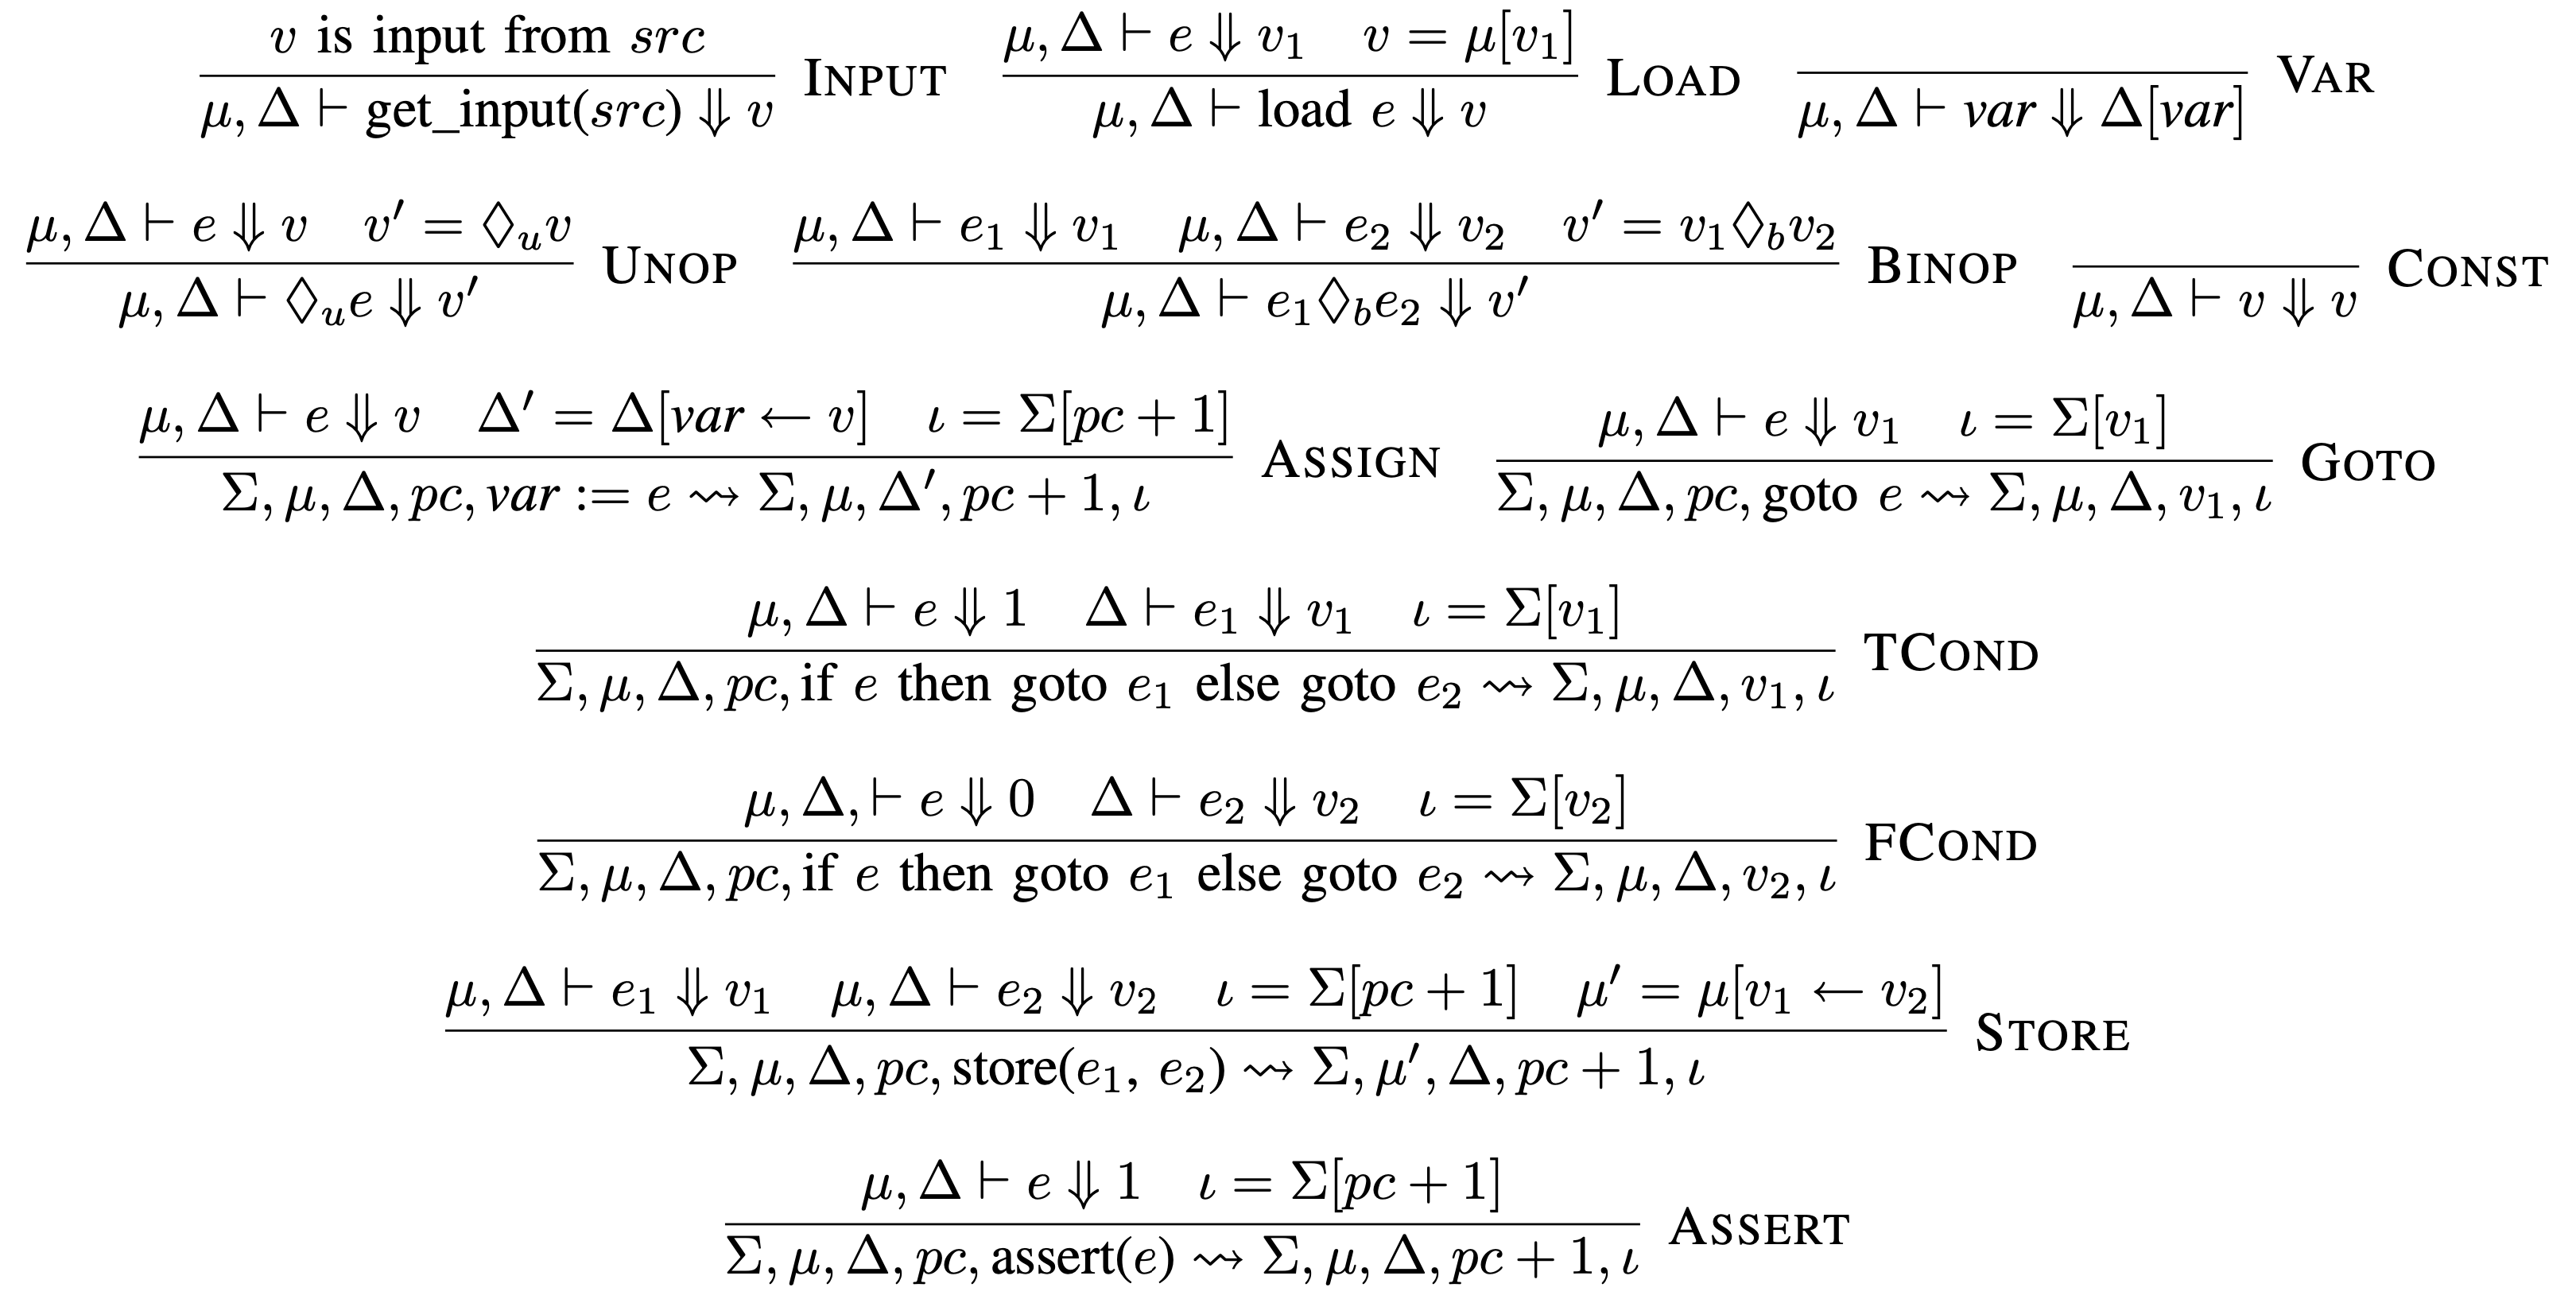 v is input from src
μ, Δ ⊢ get_input(src) ⇓ v INPUT
μ, Δ ⊢ e ⇓ v₁ v = μ[v₁]
μ, Δ ⊢ load e ⇓ v LOAD
μ, Δ ⊢ var ⇓ Δ[var] VAR
μ, Δ ⊢ e ⇓ v v′ = ◇ᵤv
μ, Δ ⊢ ◇ᵤe ⇓ v′ UNOP
μ, Δ ⊢ e₁ ⇓ v₁ μ, Δ ⊢ e₂ ⇓ v₂ v′ = v₁◇_b v₂
μ, Δ ⊢ e₁◇_b e₂ ⇓ v′ BINOP
μ, Δ ⊢ v ⇓ v CONST
μ, Δ ⊢ e ⇓ v Δ′ = Δ[var ← v] ι = Σ[pc + 1]
Σ, μ, Δ, pc, var := e ⇝ Σ, μ, Δ′, pc + 1, ι ASSIGN
μ, Δ ⊢ e ⇓ v₁ ι = Σ[v₁]
Σ, μ, Δ, pc, goto e ⇝ Σ, μ, Δ, v₁, ι GOTO
μ, Δ ⊢ e ⇓ 1 Δ ⊢ e₁ ⇓ v₁ ι = Σ[v₁]
Σ, μ, Δ, pc, if e then goto e₁ else goto e₂ ⇝ Σ, μ, Δ, v₁, ι TCOND
μ, Δ, ⊢ e ⇓ 0 Δ ⊢ e₂ ⇓ v₂ ι = Σ[v₂]
Σ, μ, Δ, pc, if e then goto e₁ else goto e₂ ⇝ Σ, μ, Δ, v₂, ι FCOND
μ, Δ ⊢ e₁ ⇓ v₁ μ, Δ ⊢ e₂ ⇓ v₂ ι = Σ[pc + 1] μ′ = μ[v₁ ← v₂]
Σ, μ, Δ, pc, store(e₁, e₂) ⇝ Σ, μ′, Δ, pc + 1, ι STORE
μ, Δ ⊢ e ⇓ 1 ι = Σ[pc + 1]
Σ, μ, Δ, pc, assert(e) ⇝ Σ, μ, Δ, pc + 1, ι ASSERT